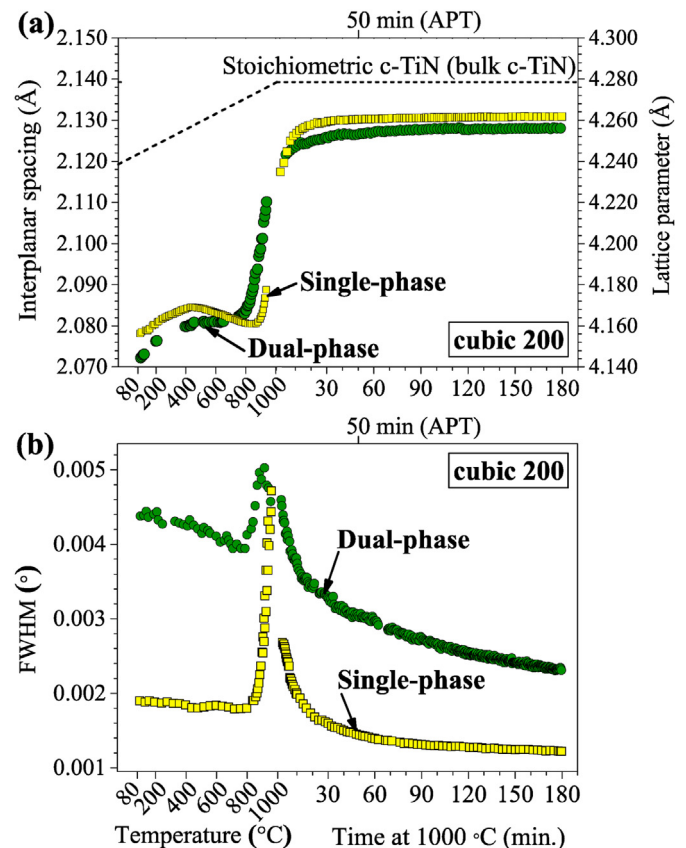 50 min (APT)
(a)
2.150
2.140
2.130
2.120
2.110
2.100
2.090
2.080
2.070
Interplanar spacing (Å)
4.300
4.280
4.260
4.240
4.220
4.200
4.180
4.160
4.140
Lattice parameter (Å)
Stoichiometric c-TiN (bulk c-TiN)
Single-phase
Dual-phase
cubic 200
80 200 400 600 800 1000 30 60 90 120 150 180
50 min (APT)
(b)
cubic 200
0.005
0.004
0.003
0.002
0.001
FWHM (°)
Dual-phase
Single-phase
80 200 400 600 800 1000 30 60 90 120 150 180
Temperature (°C) Time at 1000 °C (min.)